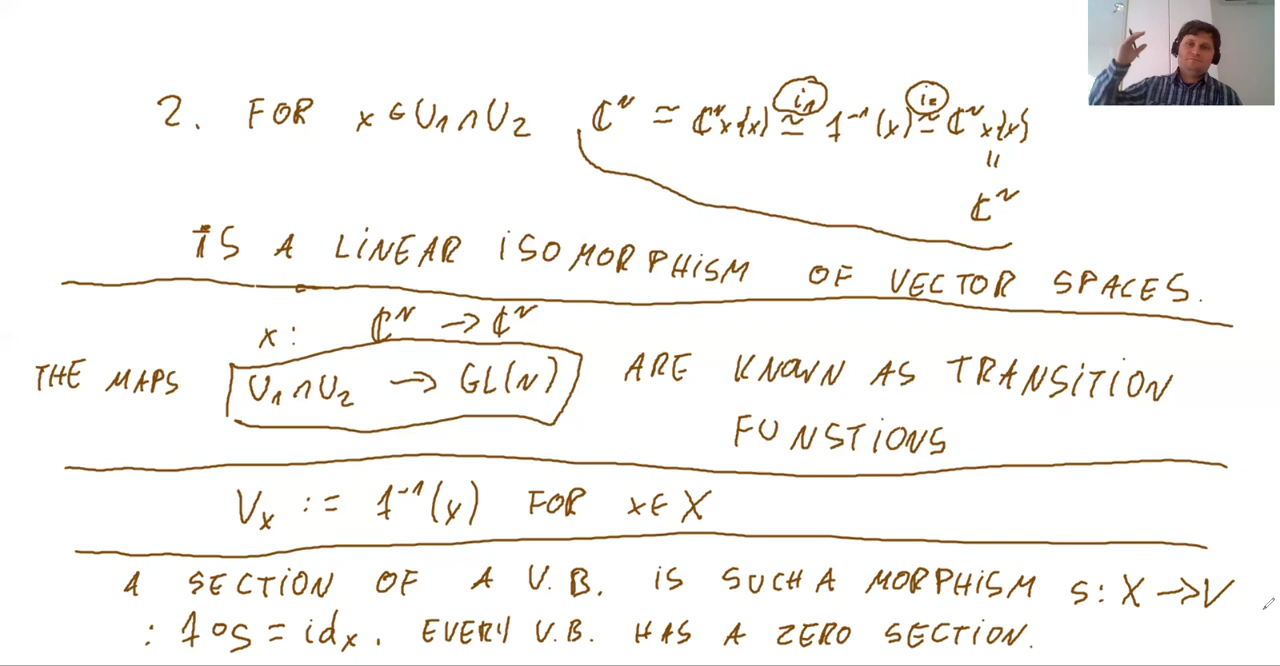 2. FOR x ∈ U₁∩U₂ ℂᴺ ≃ ℂᴺ×{x} ≃ f⁻¹(x) ≃ ℂᴺ×{x}
i₁ i₂
=
ℂᴺ
IS A LINEAR ISOMORPHISM OF VECTOR SPACES.
x: ℂᴺ → ℂᴺ
THE MAPS U₁∩U₂ → GL(N) ARE KNOWN AS TRANSITION
FUNSTIONS
Vₓ := f⁻¹(x) FOR x∈X
A SECTION OF A V.B. IS SUCH A MORPHISM s: X → V
: f∘s = idₓ. EVERY V.B. HAS A ZERO SECTION.